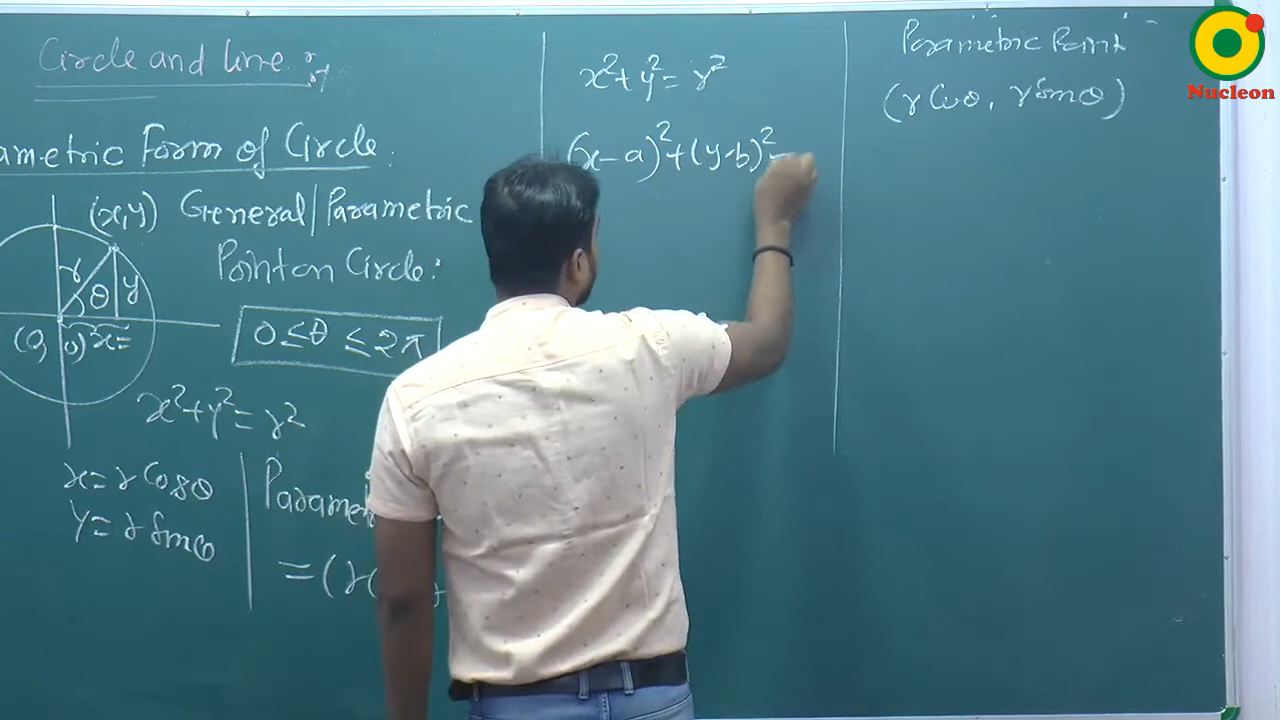 Circle and Line :
ametric Form of Circle
(x,y) General/Parametric
Point on Circle:
r
θ
y
(0, 0) x=
0 ≤ θ ≤ 2π
x²+y²=r²
x=r Cosθ
y=r Sinθ
Paramet
=(r
x²+y²=r²
(x-a)²+(y-b)²=
Parametric Point
(r Cosθ, r Sinθ)
Nucleon